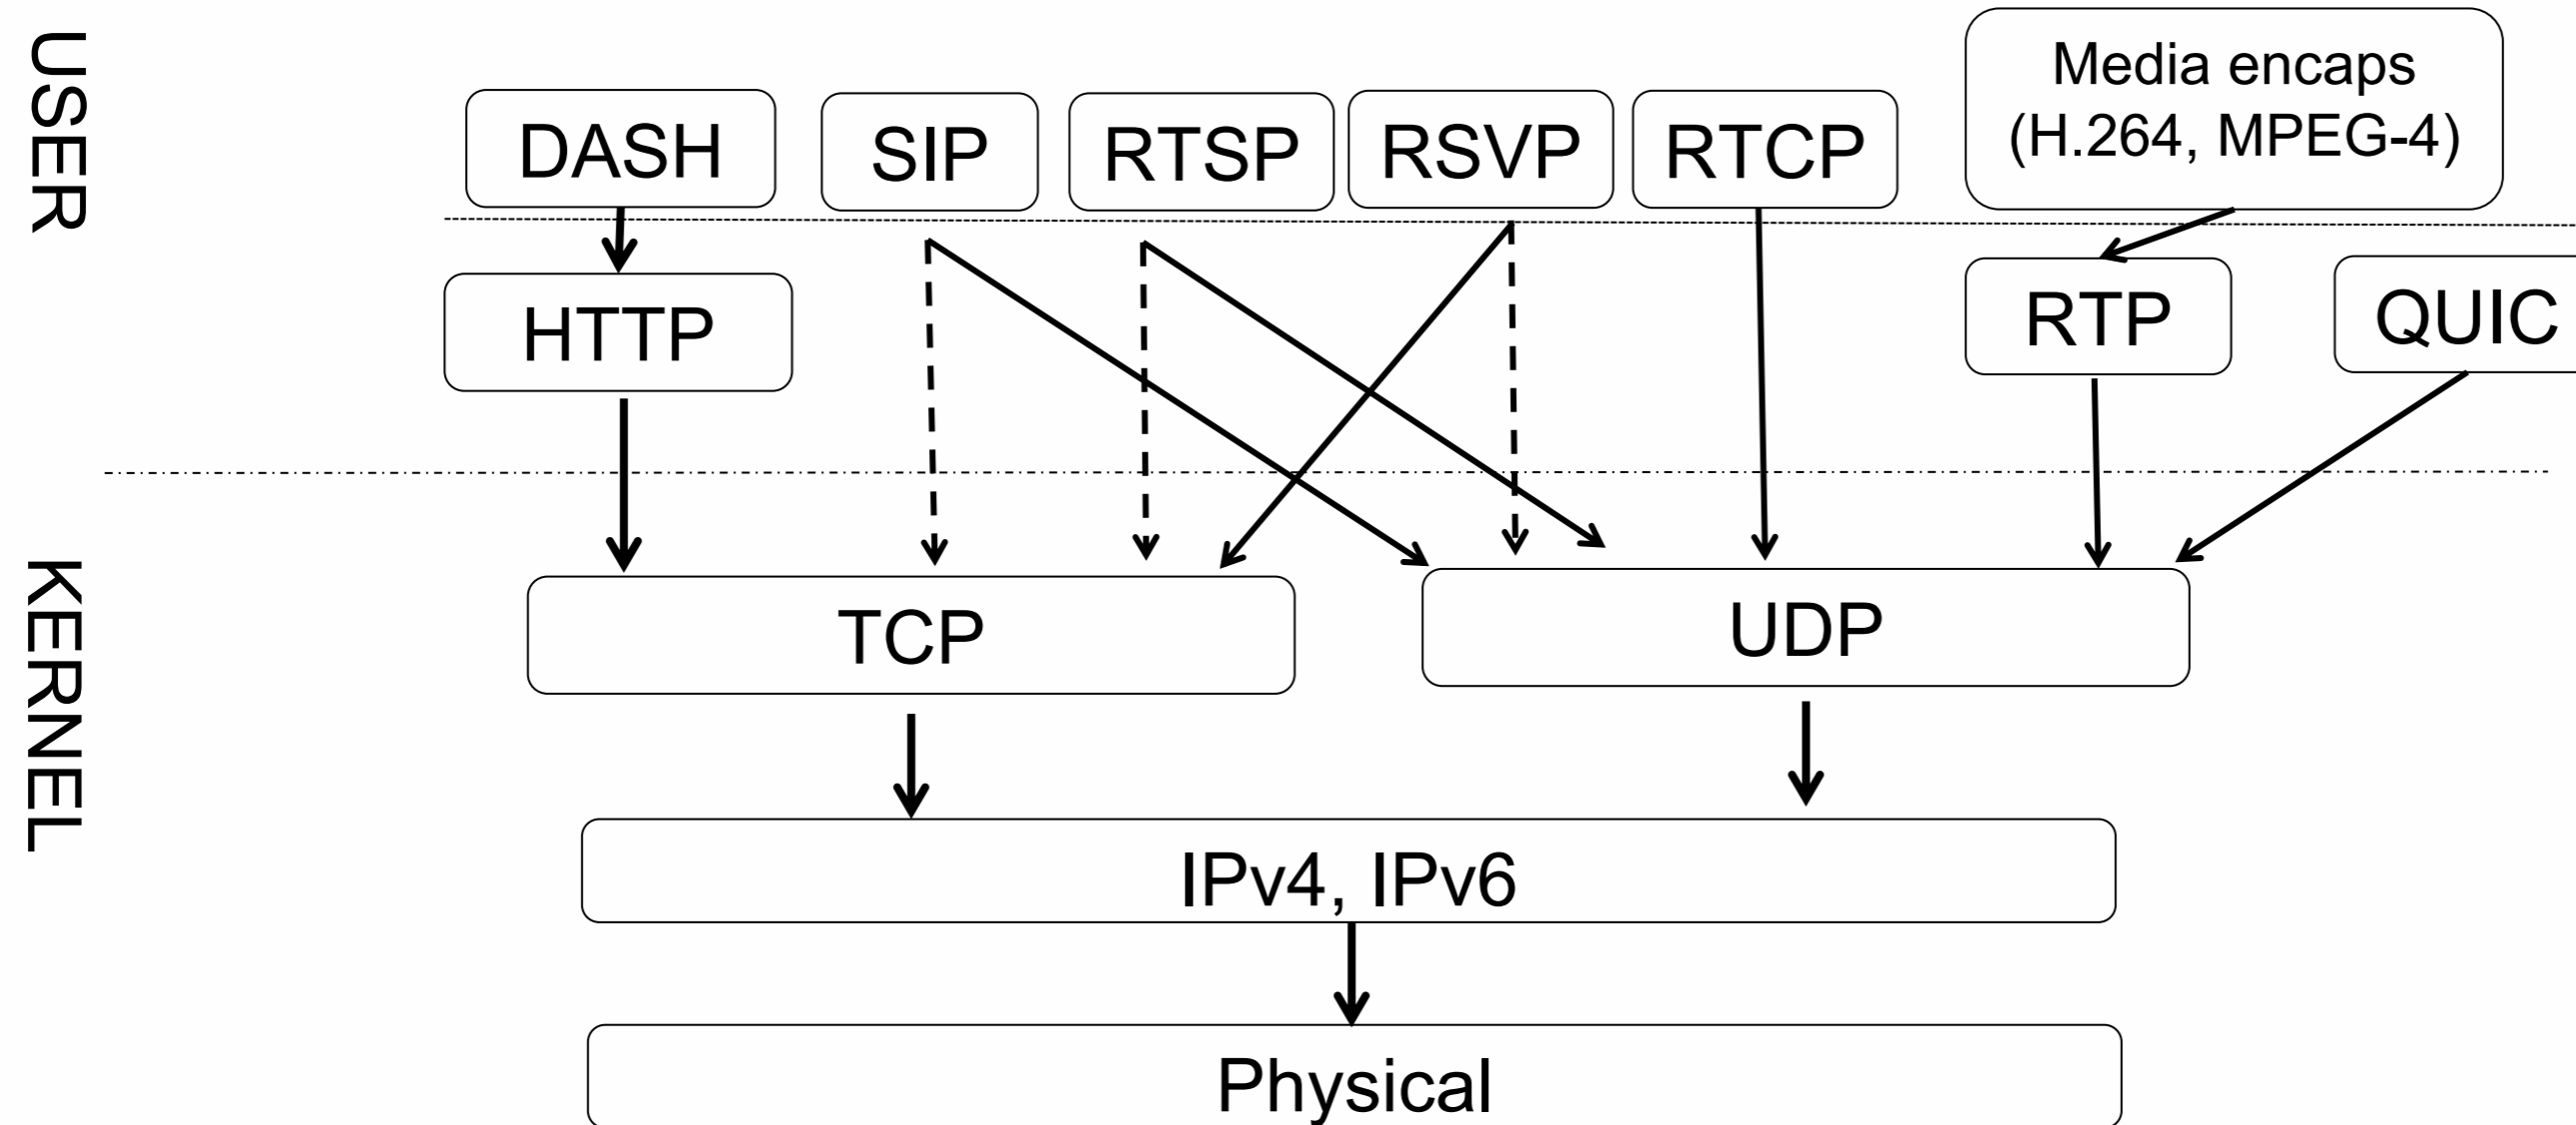 USER
Media encaps
(H.264, MPEG-4)
DASH
SIP
RTSP
RSVP
RTCP
HTTP
RTP
QUIC
KERNEL
TCP
UDP
IPv4, IPv6
Physical